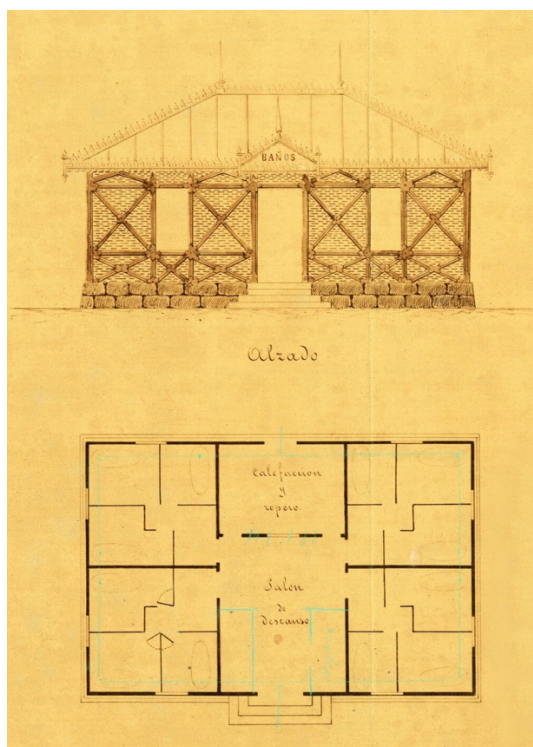 BAÑOS
Alzado
Calefaccion
y
ropero
Salon
de
descanso